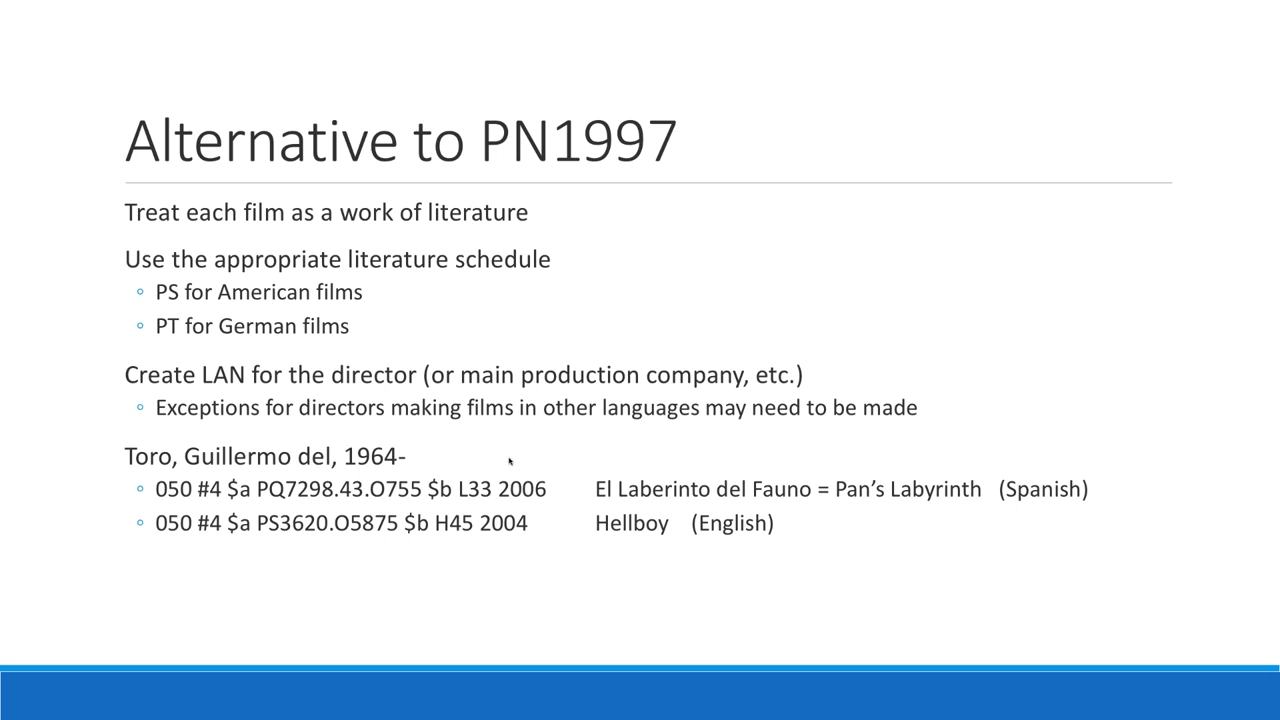 Alternative to PN1997
Treat each film as a work of literature
Use the appropriate literature schedule
◦ PS for American films
◦ PT for German films
Create LAN for the director (or main production company, etc.)
◦ Exceptions for directors making films in other languages may need to be made
Toro, Guillermo del, 1964-
◦ 050 #4 $a PQ7298.43.O755 $b L33 2006 El Laberinto del Fauno = Pan’s Labyrinth (Spanish)
◦ 050 #4 $a PS3620.O5875 $b H45 2004 Hellboy (English)